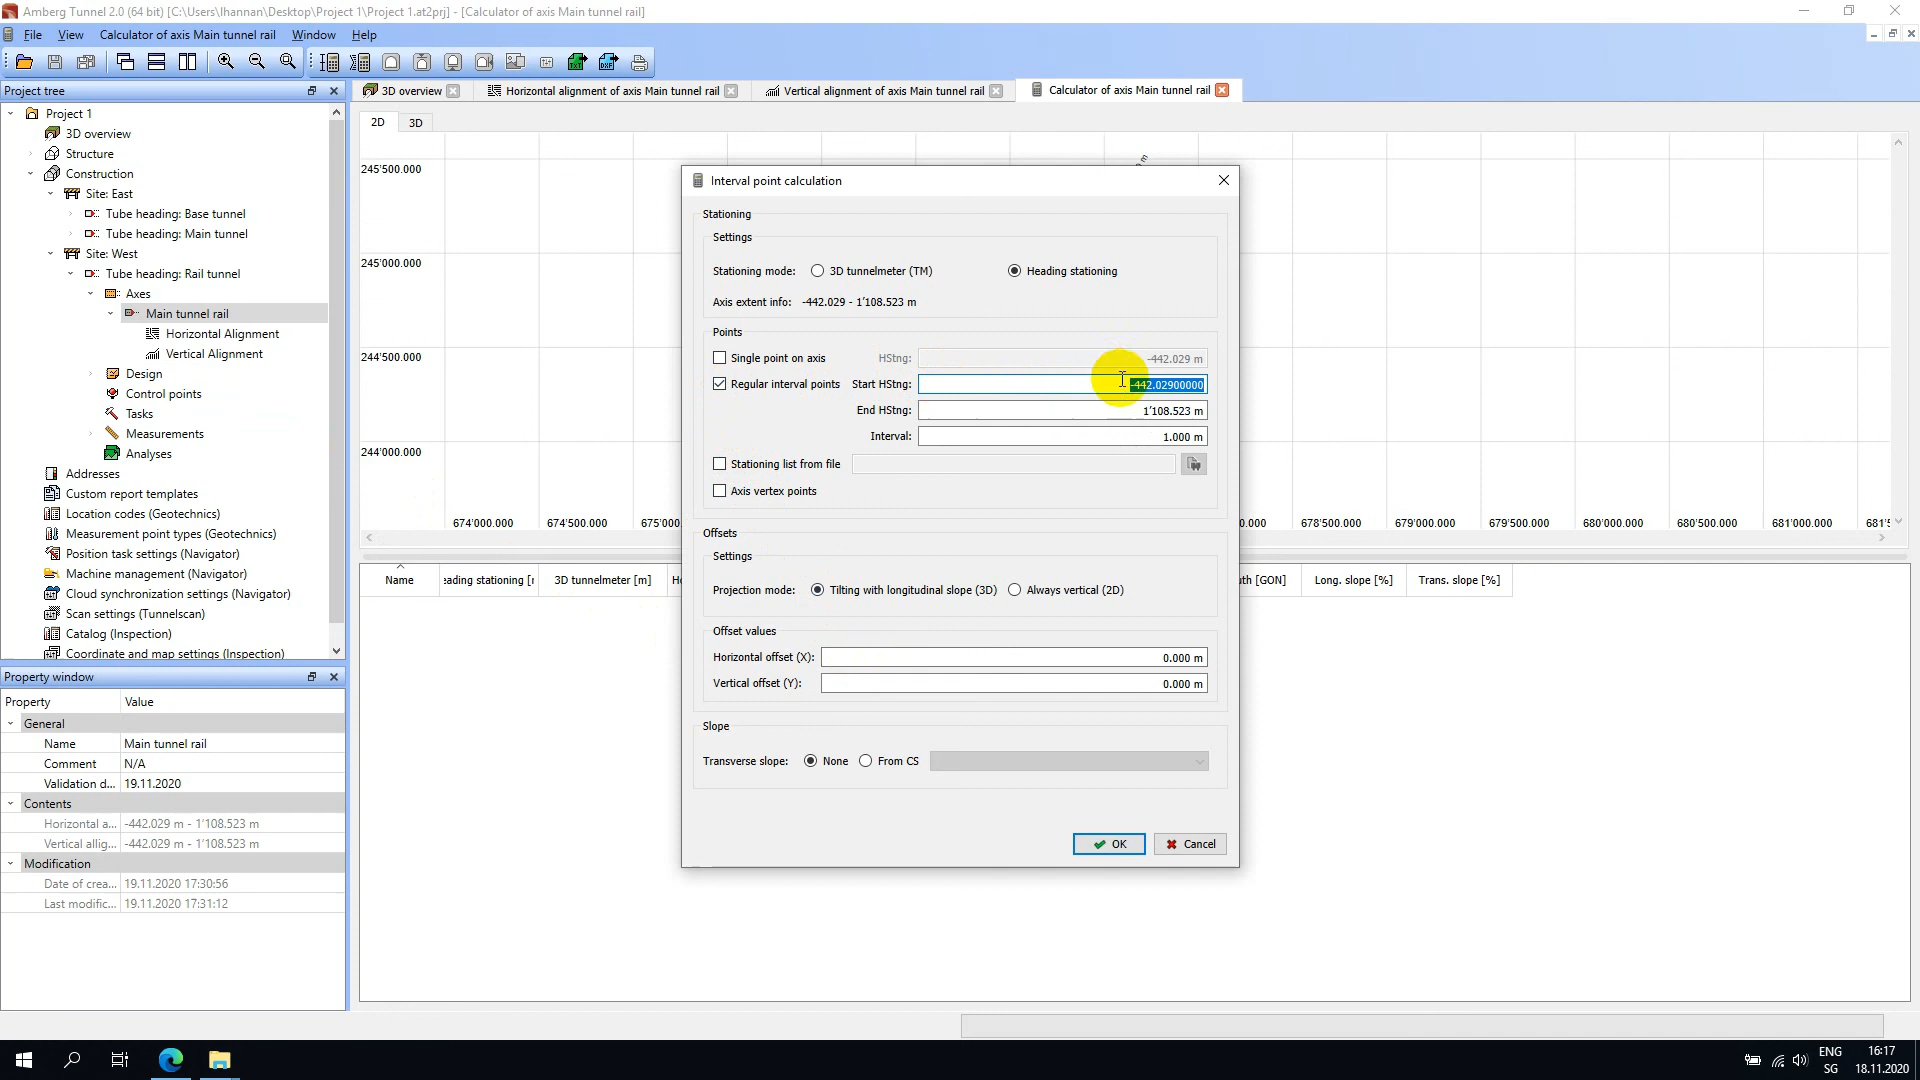 Amberg Tunnel 2.0 (64 bit) [C:\Users\lhannan\Desktop\Project 1\Project 1.at2prj] - [Calculator of axis Main tunnel rail]
File View Calculator of axis Main tunnel rail Window Help
Project tree
3D overview
Horizontal alignment of axis Main tunnel rail
Vertical alignment of axis Main tunnel rail
Calculator of axis Main tunnel rail
Project 1
3D overview
Structure
Construction
Site: East
Tube heading: Base tunnel
Tube heading: Main tunnel
Site: West
Tube heading: Rail tunnel
Axes
Main tunnel rail
Horizontal Alignment
Vertical Alignment
Design
Control points
Tasks
Measurements
Analyses
Addresses
Custom report templates
Location codes (Geotechnics)
Measurement point types (Geotechnics)
Position task settings (Navigator)
Machine management (Navigator)
Cloud synchronization settings (Navigator)
Scan settings (Tunnelscan)
Catalog (Inspection)
Coordinate and map settings (Inspection)
Property window
Property Value
General
Name Main tunnel rail
Comment N/A
Validation d... 19.11.2020
Contents
Horizontal a... -442.029 m - 1'108.523 m
Vertical allig... -442.029 m - 1'108.523 m
Modification
Date of crea... 19.11.2020 17:30:56
Last modific... 19.11.2020 17:31:12
2D 3D
245'500.000
245'000.000
244'500.000
244'000.000
674'000.000 674'500.000 675'000 0.000 678'500.000 679'000.000 679'500.000 680'000.000 680'500.000 681'000.000 681'5
m
Name eading stationing [r 3D tunnelmeter [m] Ho th [GON] Long. slope [%] Trans. slope [%]
Interval point calculation
Stationing
Settings
Stationing mode: 3D tunnelmeter (TM) Heading stationing
Axis extent info: -442.029 - 1'108.523 m
Points
Single point on axis HStng: -442.029 m
Regular interval points Start HStng: -442.02900000
End HStng: 1'108.523 m
Interval: 1.000 m
Stationing list from file
Axis vertex points
Offsets
Settings
Projection mode: Tilting with longitudinal slope (3D) Always vertical (2D)
Offset values
Horizontal offset (X): 0.000 m
Vertical offset (Y): 0.000 m
Slope
Transverse slope: None From CS
OK Cancel
TXT
DXF
ENG
SG
16:17
18.11.2020